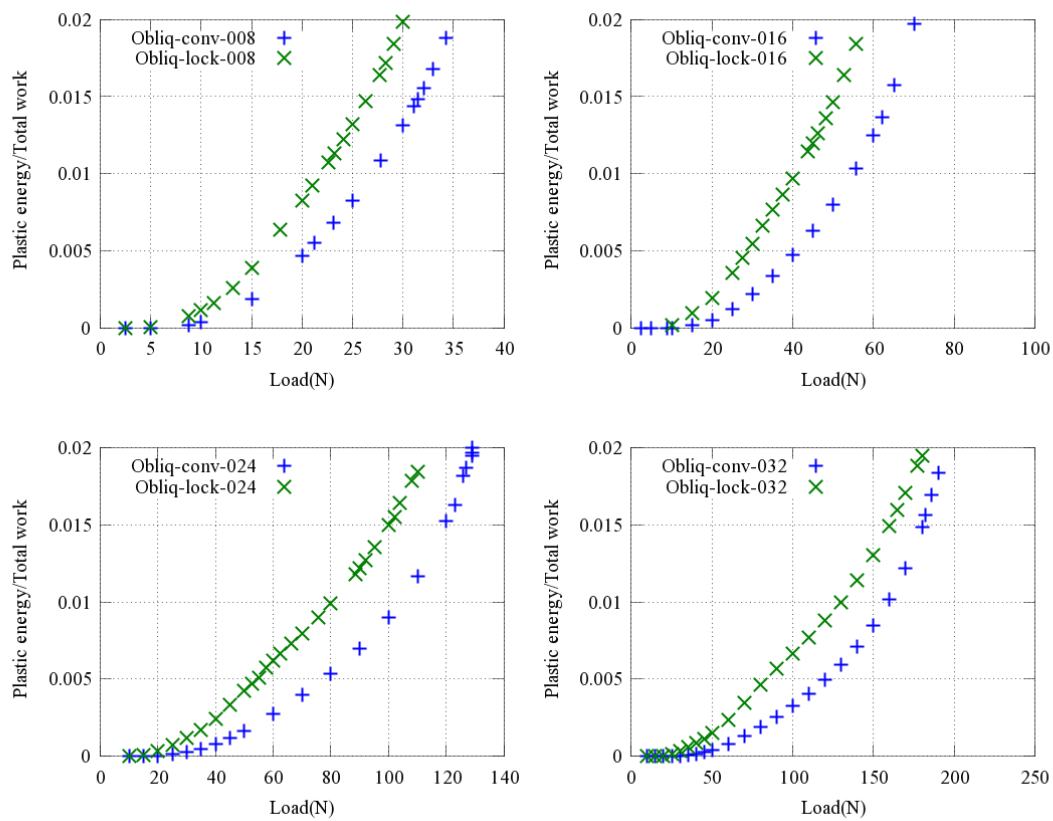 0.02
0.015
0.01
0.005
0
Plastic energy/Total work
Obliq-conv-008
Obliq-lock-008
0 5 10 15 20 25 30 35 40
Load(N)
0.02
0.015
0.01
0.005
0
Plastic energy/Total work
Obliq-conv-016
Obliq-lock-016
0 20 40 60 80 100
Load(N)
0.02
0.015
0.01
0.005
0
Plastic energy/Total work
Obliq-conv-024
Obliq-lock-024
0 20 40 60 80 100 120 140
Load(N)
0.02
0.015
0.01
0.005
0
Plastic energy/Total work
Obliq-conv-032
Obliq-lock-032
0 50 100 150 200 250
Load(N)